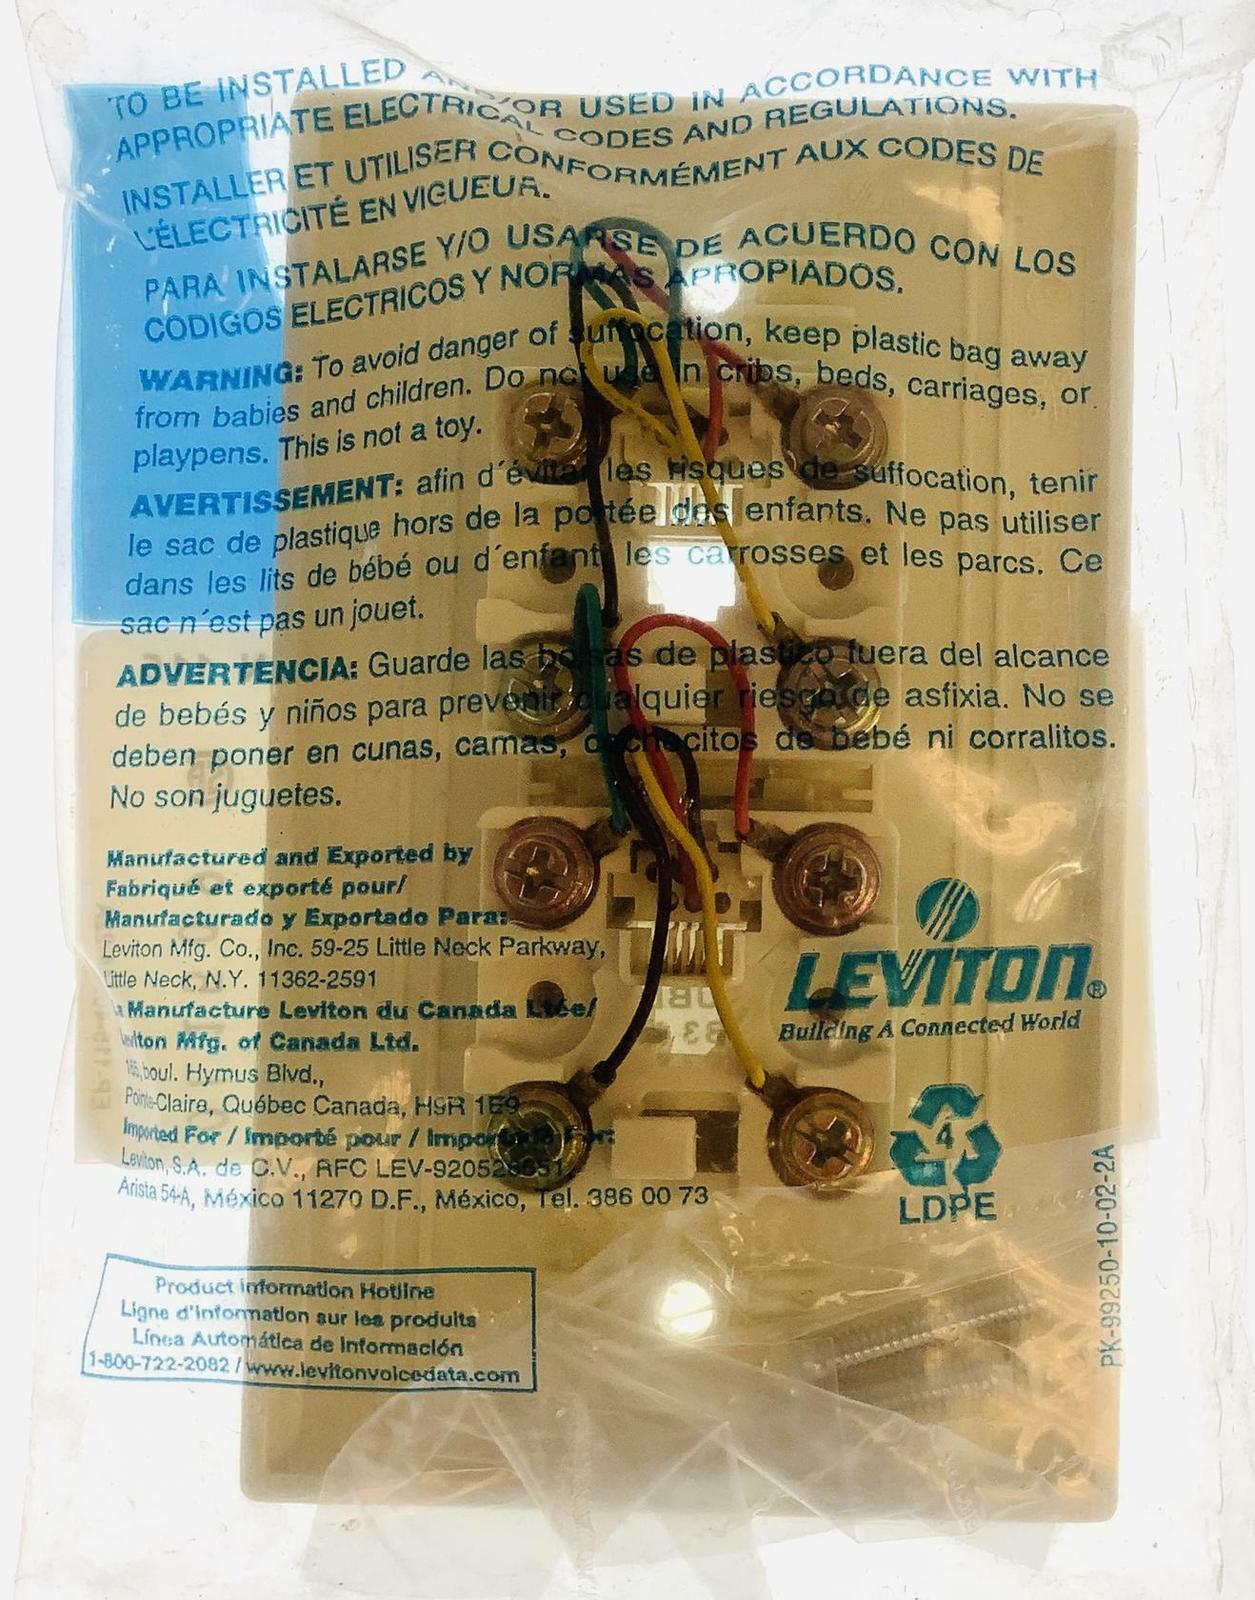 TO BE INSTALLED AND/OR USED IN ACCORDANCE WITH
APPROPRIATE ELECTRICAL CODES AND REGULATIONS.
INSTALLER ET UTILISER CONFORMÉMENT AUX CODES DE
L'ÉLECTRICITÉ EN VIGUEUR.
PARA INSTALARSE Y/O USARSE DE ACUERDO CON LOS
CODIGOS ELECTRICOS Y NORMAS APROPIADOS.
WARNING: To avoid danger of suffocation, keep plastic bag away
from babies and children. Do not use in cribs, beds, carriages, or
playpens. This is not a toy.
AVERTISSEMENT: afin d´éviter les risques de suffocation, tenir
le sac de plastique hors de la portée des enfants. Ne pas utiliser
dans les lits de bébé ou d´enfant, les carrosses et les parcs. Ce
sac n´est pas un jouet.
ADVERTENCIA: Guarde las bolsas de plastico fuera del alcance
de bebés y niños para prevenir cualquier riesgo de asfixia. No se
deben poner en cunas, camas, cochecitos de bebé ni corralitos.
No son juguetes.
Manufactured and Exported by
Fabriqué et exporté pour/
Manufacturado y Exportado Para:
Leviton Mfg. Co., Inc. 59-25 Little Neck Parkway,
Little Neck, N.Y. 11362-2591
La Manufacture Leviton du Canada Ltée/
Leviton Mfg. of Canada Ltd.
165, boul. Hymus Blvd.,
Pointe-Claire, Québec Canada, H9R 1E9
Imported For / Importé pour / Importado For:
Leviton, S.A. de C.V., RFC
Arista 54-A, México 11270 D.F., México, Tel. 386 00 73
Product Information Hotline
Ligne d'Information sur les produits
Línea Automática de Información
1-800-722-2082 / www.levitonvoicedata.com
LEVITON®
Building A Connected World
4
LDPE
PK-99250-10-02-2A